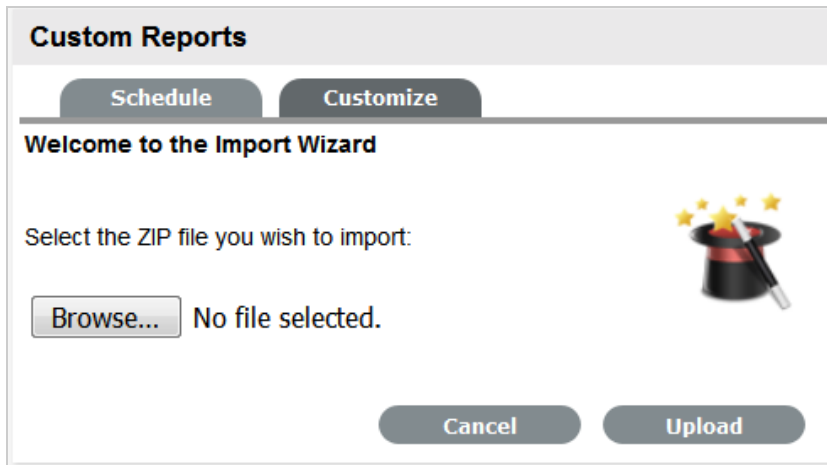 Custom Reports
Schedule Customize
Welcome to the Import Wizard
Select the ZIP file you wish to import:
Browse... No file selected.
Cancel Upload